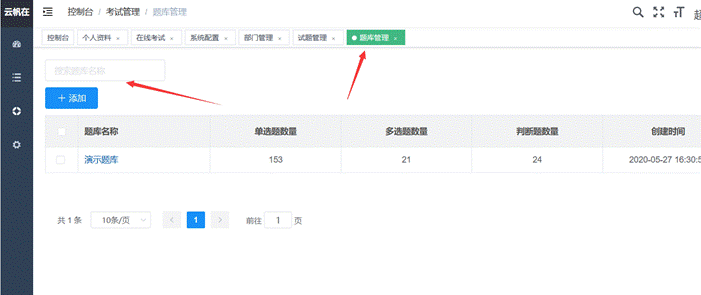 云帆在
控制台 / 考试管理 / 题库管理
控制台 个人资料 × 在线考试 × 系统配置 × 部门管理 × 试题管理 × 题库管理 ×
搜索题库名称
+ 添加
题库名称 单选题数量 多选题数量 判断题数量 创建时间
演示题库 153 21 24 2020-05-27 16:30:5
共 1 条 10条/页 < 1 > 前往 1 页